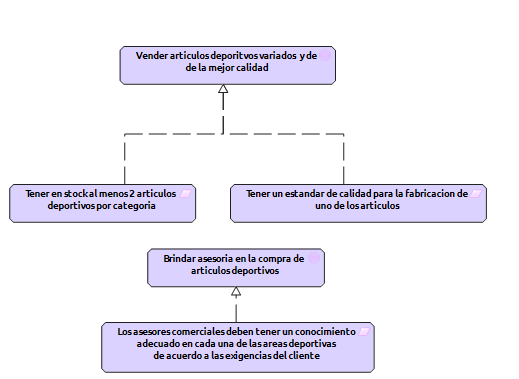 Vender articulos deporitvos variados y de
de la mejor calidad
Tener en stock al menos 2 articulos
deportivos por categoria
Tener un estandar de calidad para la fabricacion de
uno de los articulos
Brindar asesoria en la compra de
articulos deportivos
Los asesores comerciales deben tener un conocimiento
adecuado en cada una de las areas deportivas
de acuerdo a las exigencias del cliente